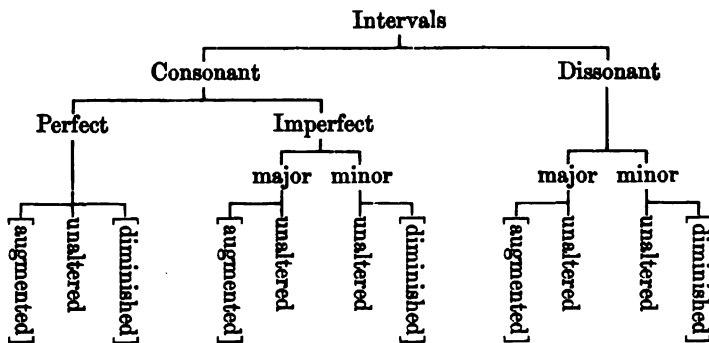 Intervals
Consonant Dissonant
Perfect Imperfect
major minor major minor
[augmented] unaltered [diminished] [augmented] unaltered unaltered [diminished] [augmented] unaltered unaltered [diminished]